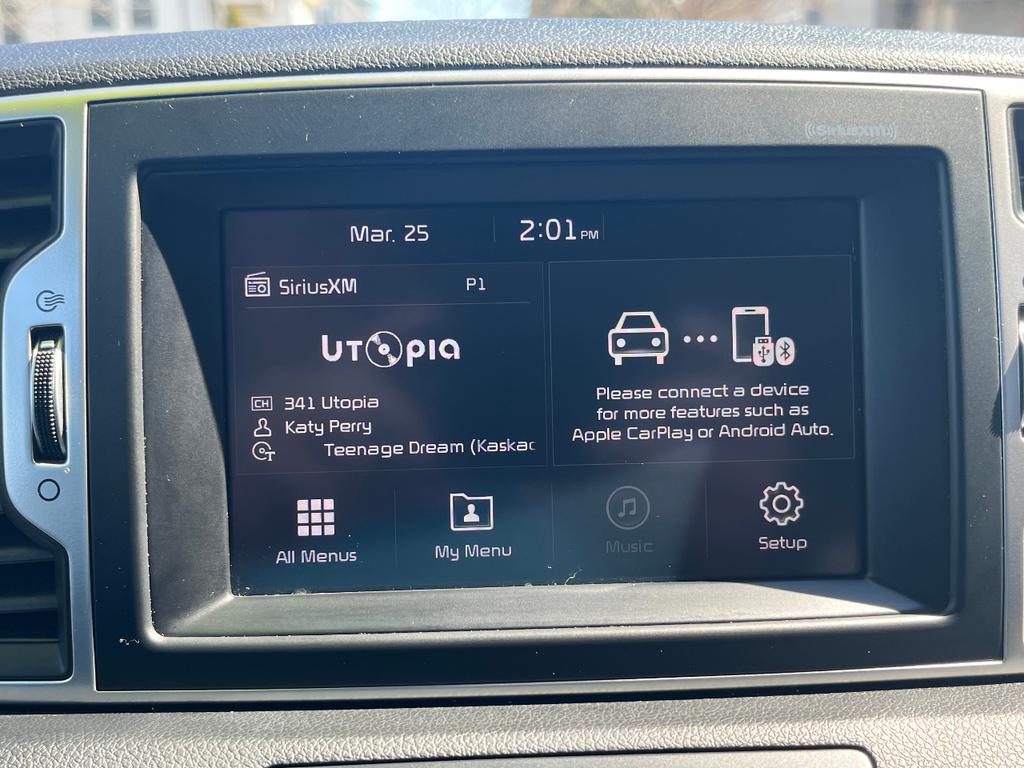 ((SiriusXM))
Mar. 25
2:01 PM
SiriusXM P1
UTOPIA
CH 341 Utopia
Katy Perry
T Teenage Dream (Kaskac
Please connect a device
for more features such as
Apple CarPlay or Android Auto.
All Menus
My Menu
Music
Setup